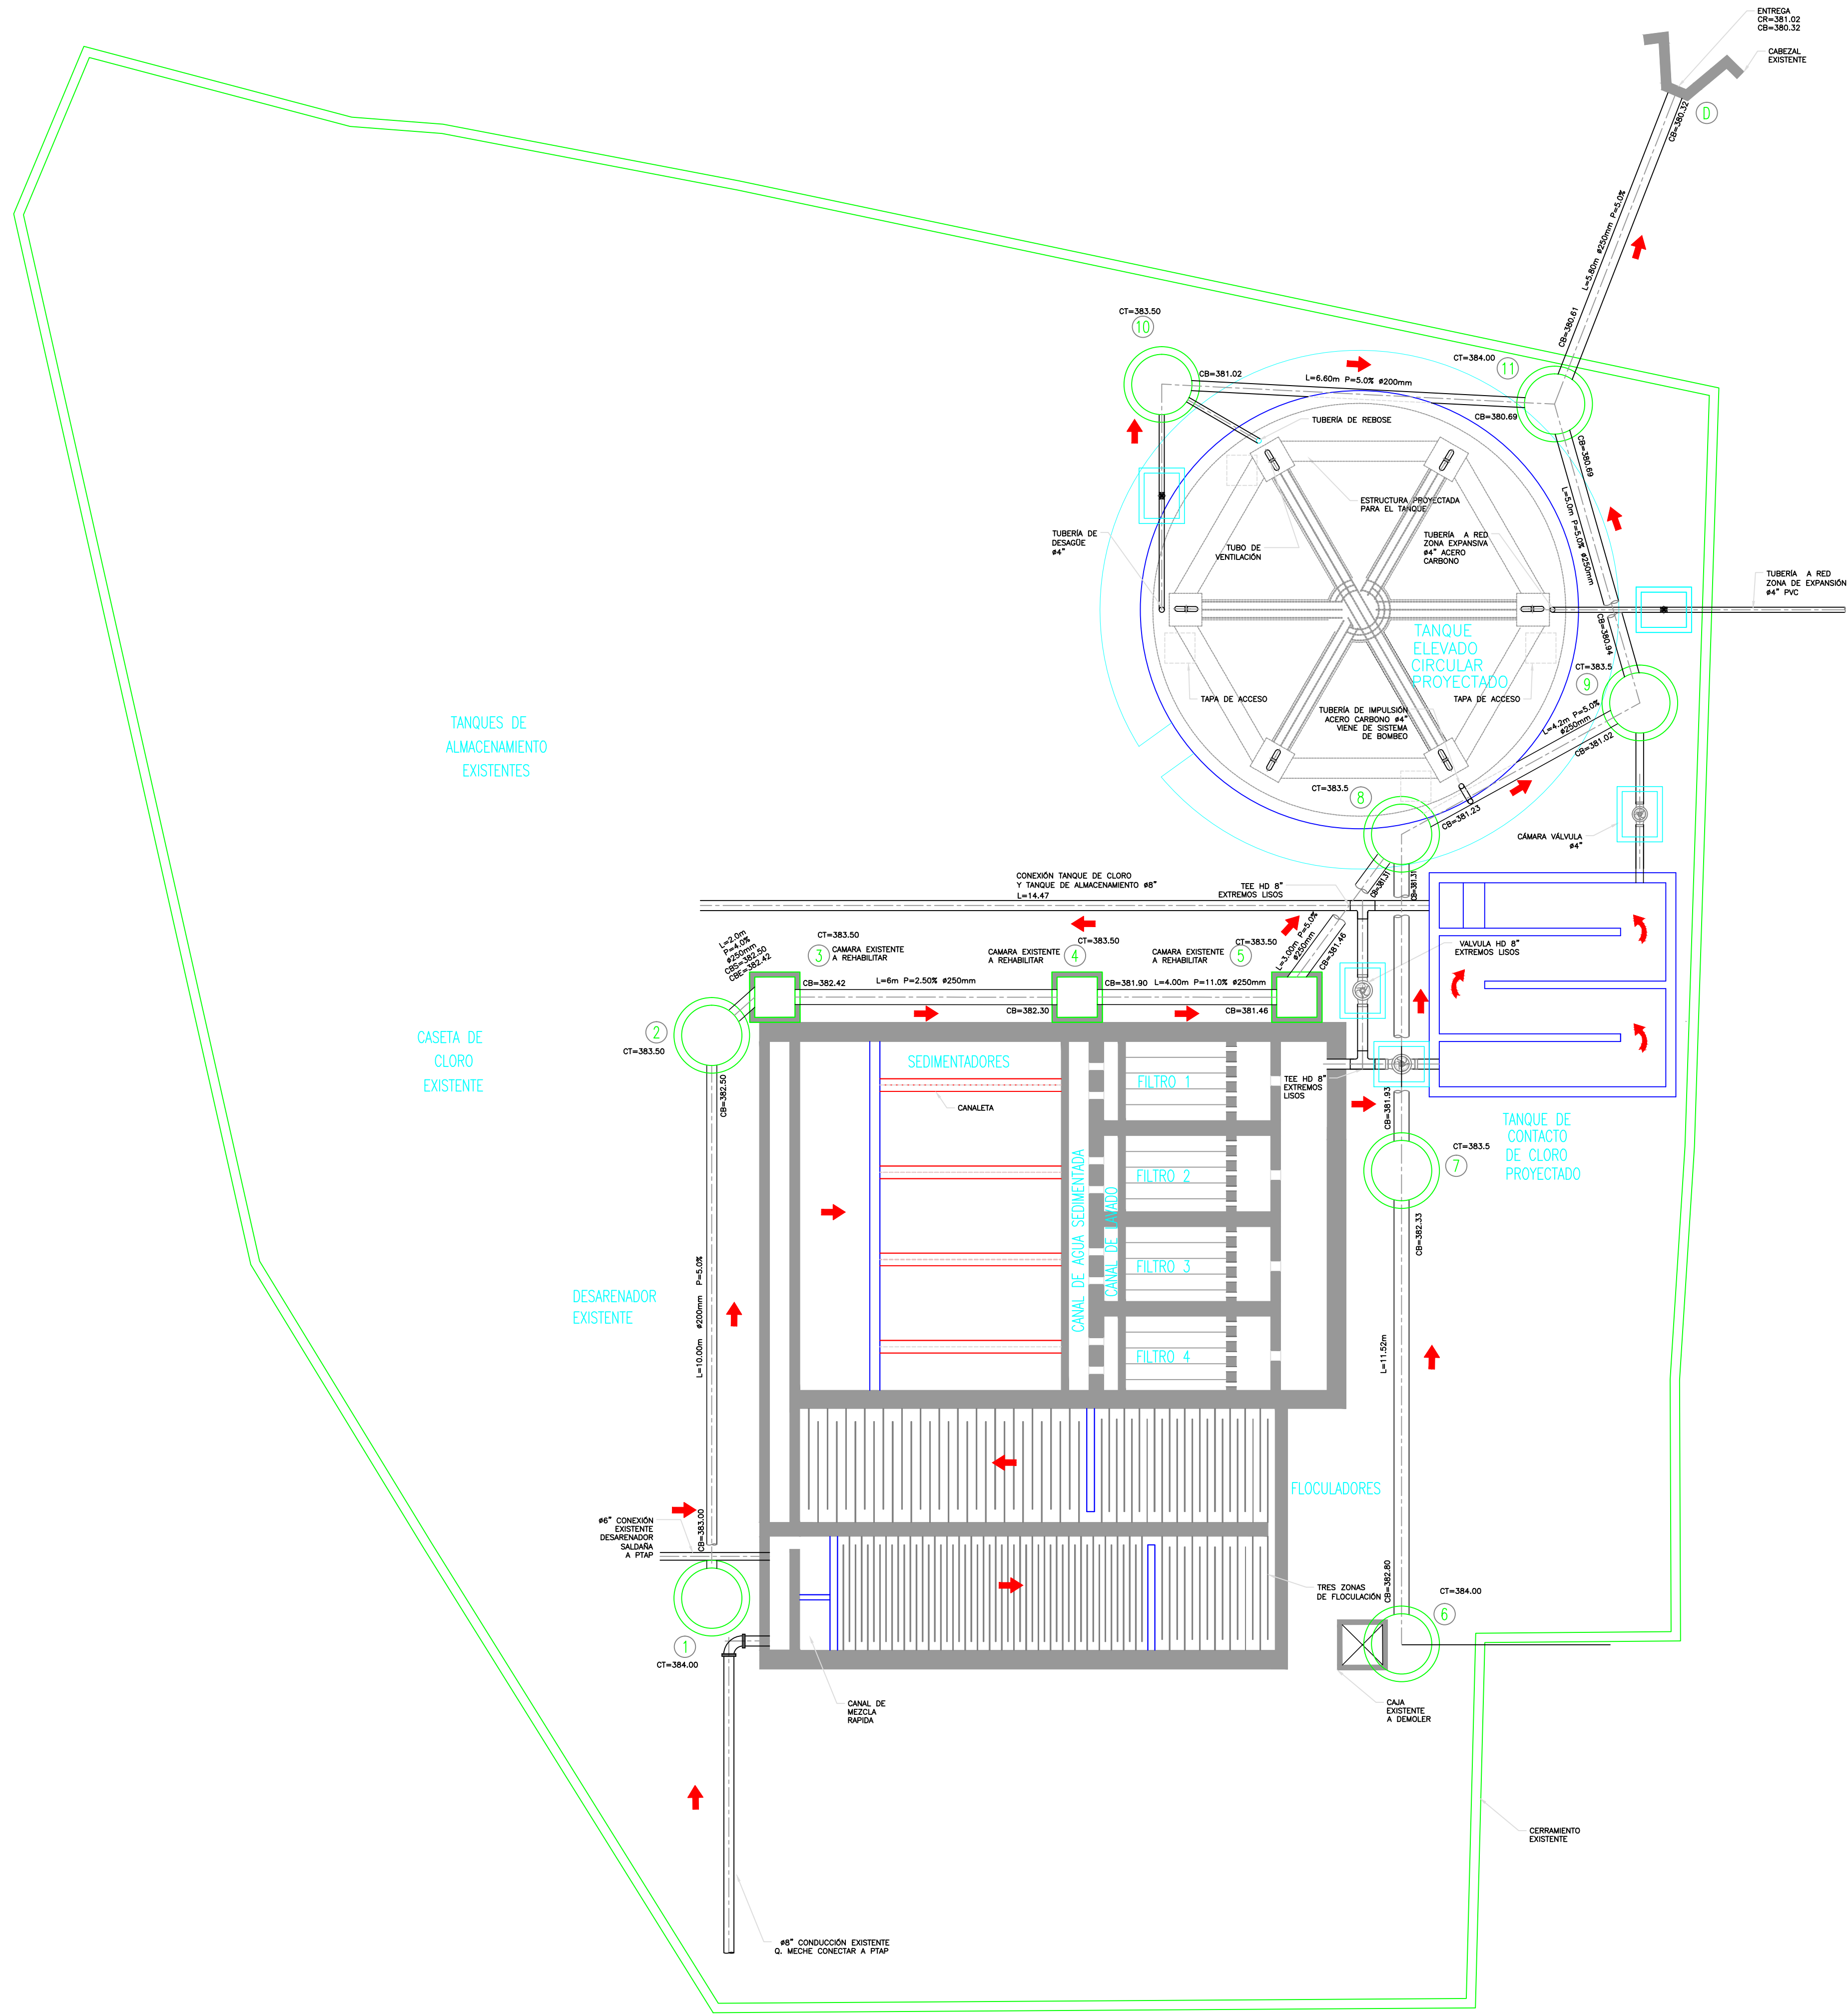 ENTREGA
CR=381.02
CB=380.32
CABEZAL
EXISTENTE
D
CB=380.32
L=5.80m ø250mm P=5.0%
CB=380.61
CT=383.50
10
CT=384.00
11
CB=381.02
L=6.60m P=5.0% ø200mm
CB=380.69
CB=380.69
TUBERÍA DE REBOSE
ESTRUCTURA PROYECTADA
PARA EL TANQUE
L=5.0m P=5.0% ø250mm
TUBERÍA DE
DESAGÜE
ø4"
TUBO DE
VENTILACIÓN
TUBERÍA A RED
ZONA EXPANSIVA
ø4" ACERO
CARBONO
TUBERÍA A RED
ZONA DE EXPANSIÓN
ø4" PVC
CB=380.94
TANQUE
ELEVADO
CIRCULAR
PROYECTADO
CT=383.5
9
TAPA DE ACCESO
TAPA DE ACCESO
TUBERÍA DE IMPULSIÓN
ACERO CARBONO ø4"
VIENE DE SISTEMA
DE BOMBEO
L=4.2m P=5.0%
ø250mm
CB=381.02
TANQUES DE
ALMACENAMIENTO
EXISTENTES
CT=383.5
8
CB=381.23
CÁMARA VÁLVULA
ø4"
CONEXIÓN TANQUE DE CLORO
Y TANQUE DE ALMACENAMIENTO ø8"
L=14.47
TEE HD 8"
EXTREMOS LISOS
CB=381.31
CB=381.31
L=2.0m
P=4.0%
ø250mm
CBS=382.50
CBE=382.42
CT=383.50
3
CAMARA EXISTENTE
A REHABILITAR
CAMARA EXISTENTE
A REHABILITAR
4
CT=383.50
CAMARA EXISTENTE
A REHABILITAR
5
CT=383.50
L=3.00m P=5.0%
ø250mm
CB=381.46
VALVULA HD 8"
EXTREMOS LISOS
CB=382.42
L=6m P=2.50% ø250mm
CB=382.30
CB=381.90
L=4.00m P=11.0% ø250mm
CB=381.46
CASETA DE
CLORO
EXISTENTE
2
CT=383.50
CB=382.50
SEDIMENTADORES
CANALETA
FILTRO 1
FILTRO 2
FILTRO 3
FILTRO 4
CANAL DE AGUA SEDIMENTADA
CANAL DE LAVADO
TEE HD 8"
EXTREMOS
LISOS
CB=381.93
TANQUE DE
CONTACTO
DE CLORO
PROYECTADO
CT=383.5
7
CB=382.33
DESARENADOR
EXISTENTE
L=10.00m ø200mm P=5.0%
L=11.52m
FLOCULADORES
ø6" CONEXIÓN
EXISTENTE
DESARENADOR
SALDAÑA
A PTAP
CB=383.00
TRES ZONAS
DE FLOCULACIÓN
CB=382.80
CT=384.00
6
1
CT=384.00
CANAL DE
MEZCLA
RAPIDA
CAJA
EXISTENTE
A DEMOLER
CERRAMIENTO
EXISTENTE
ø8" CONDUCCIÓN EXISTENTE
Q. MECHE CONECTAR A PTAP